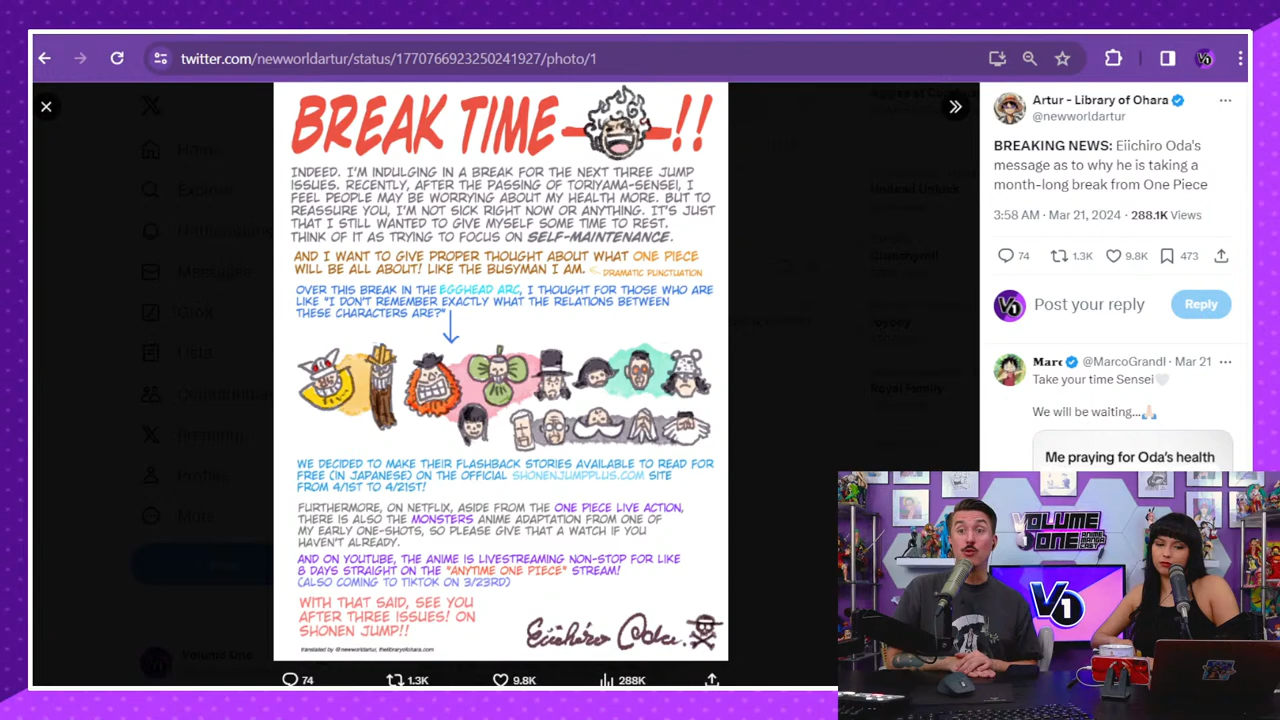 twitter.com/newworldartur/status/1770766923250241927/photo/1
BREAK TIME !!
INDEED. I'M INDULGING IN A BREAK FOR THE NEXT THREE JUMP
ISSUES. RECENTLY, AFTER THE PASSING OF TORIYAMA-SENSEI, I
FEEL PEOPLE MAY BE WORRYING ABOUT MY HEALTH MORE. BUT TO
REASSURE YOU, I'M NOT SICK RIGHT NOW OR ANYTHING. IT'S JUST
THAT I STILL WANTED TO GIVE MYSELF SOME TIME TO REST.
THINK OF IT AS TRYING TO FOCUS ON SELF-MAINTENANCE.
AND I WANT TO GIVE PROPER THOUGHT ABOUT WHAT ONE PIECE
WILL BE ALL ABOUT! LIKE THE BUSYMAN I AM.
DRAMATIC PUNCTUATION
OVER THIS BREAK IN THE EGGHEAD ARC, I THOUGHT FOR THOSE WHO ARE
LIKE "I DON'T REMEMBER EXACTLY WHAT THE RELATIONS BETWEEN
THESE CHARACTERS ARE?"
WE DECIDED TO MAKE THEIR FLASHBACK STORIES AVAILABLE TO READ FOR
FREE (IN JAPANESE) ON THE OFFICIAL SHONENJUMPPLUS.COM SITE
FROM 4/1ST TO 4/21ST!
FURTHERMORE, ON NETFLIX, ASIDE FROM THE ONE PIECE LIVE ACTION,
THERE IS ALSO THE MONSTERS ANIME ADAPTATION FROM ONE OF
MY EARLY ONE-SHOTS, SO PLEASE GIVE THAT A WATCH IF YOU
HAVEN'T ALREADY.
AND ON YOUTUBE, THE ANIME IS LIVESTREAMING NON-STOP FOR LIKE
8 DAYS STRAIGHT ON THE "ANYTIME ONE PIECE" STREAM!
(ALSO COMING TO TIKTOK ON 3/23RD)
WITH THAT SAID, SEE YOU
AFTER THREE ISSUES! ON
SHONEN JUMP!!
Eiichiro Oda.
translated by @newworldartur, thelibraryofohara.com
74
1.3K
9.8K
288K
Artur - Library of Ohara
@newworldartur
BREAKING NEWS: Eiichiro Oda's
message as to why he is taking a
month-long break from One Piece
3:58 AM · Mar 21, 2024 · 288.1K Views
74
1.3K
9.8K
473
Post your reply
Reply
Marc @MarcoGrandl · Mar 21
Take your time Sensei
We will be waiting...
Me praying for Oda's health
VOLUME
ONE
ANIME
MANGA
CAST
V1
Volume One